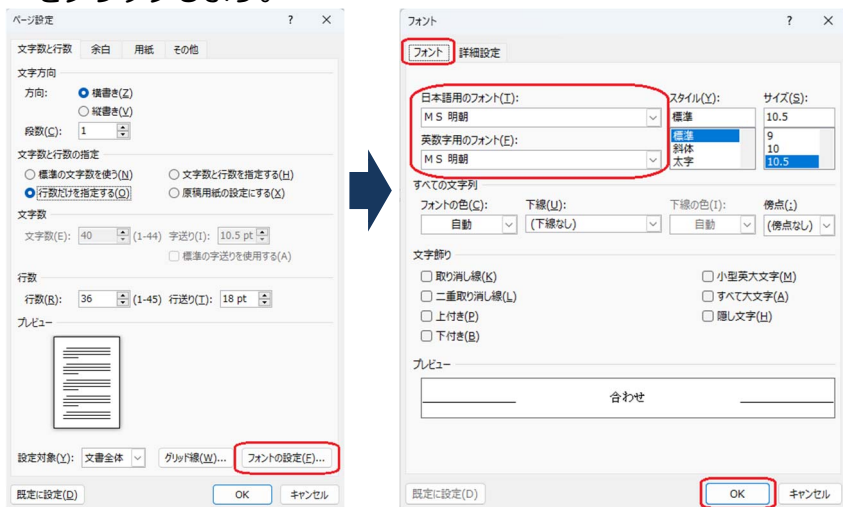 をクリックします。
ページ設定 ? ×
文字数と行数 余白 用紙 その他
文字方向
方向: 横書き(Z)
縦書き(V)
段数(C): 1
文字数と行数の指定
標準の文字数を使う(N) 文字数と行数を指定する(H)
行数だけを指定する(O) 原稿用紙の設定にする(X)
文字数
文字数(E): 40 (1-44) 字送り(I): 10.5 pt
標準の字送りを使用する(A)
行数
行数(R): 36 (1-45) 行送り(T): 18 pt
プレビュー
設定対象(Y): 文書全体 グリッド線(W)... フォントの設定(F)...
既定に設定(D) OK キャンセル
フォント ? ×
フォント 詳細設定
日本語用のフォント(T): スタイル(Y): サイズ(S):
ＭＳ 明朝 標準 10.5
英数字用のフォント(F): 標準 9
斜体 10
ＭＳ 明朝 太字 10.5
すべての文字列
フォントの色(C): 下線(U): 下線の色(I): 傍点(:)
自動 (下線なし) 自動 (傍点なし)
文字飾り
取り消し線(K) 小型英大文字(M)
二重取り消し線(L) すべて大文字(A)
上付き(P) 隠し文字(H)
下付き(B)
プレビュー
合わせ
既定に設定(D) OK キャンセル